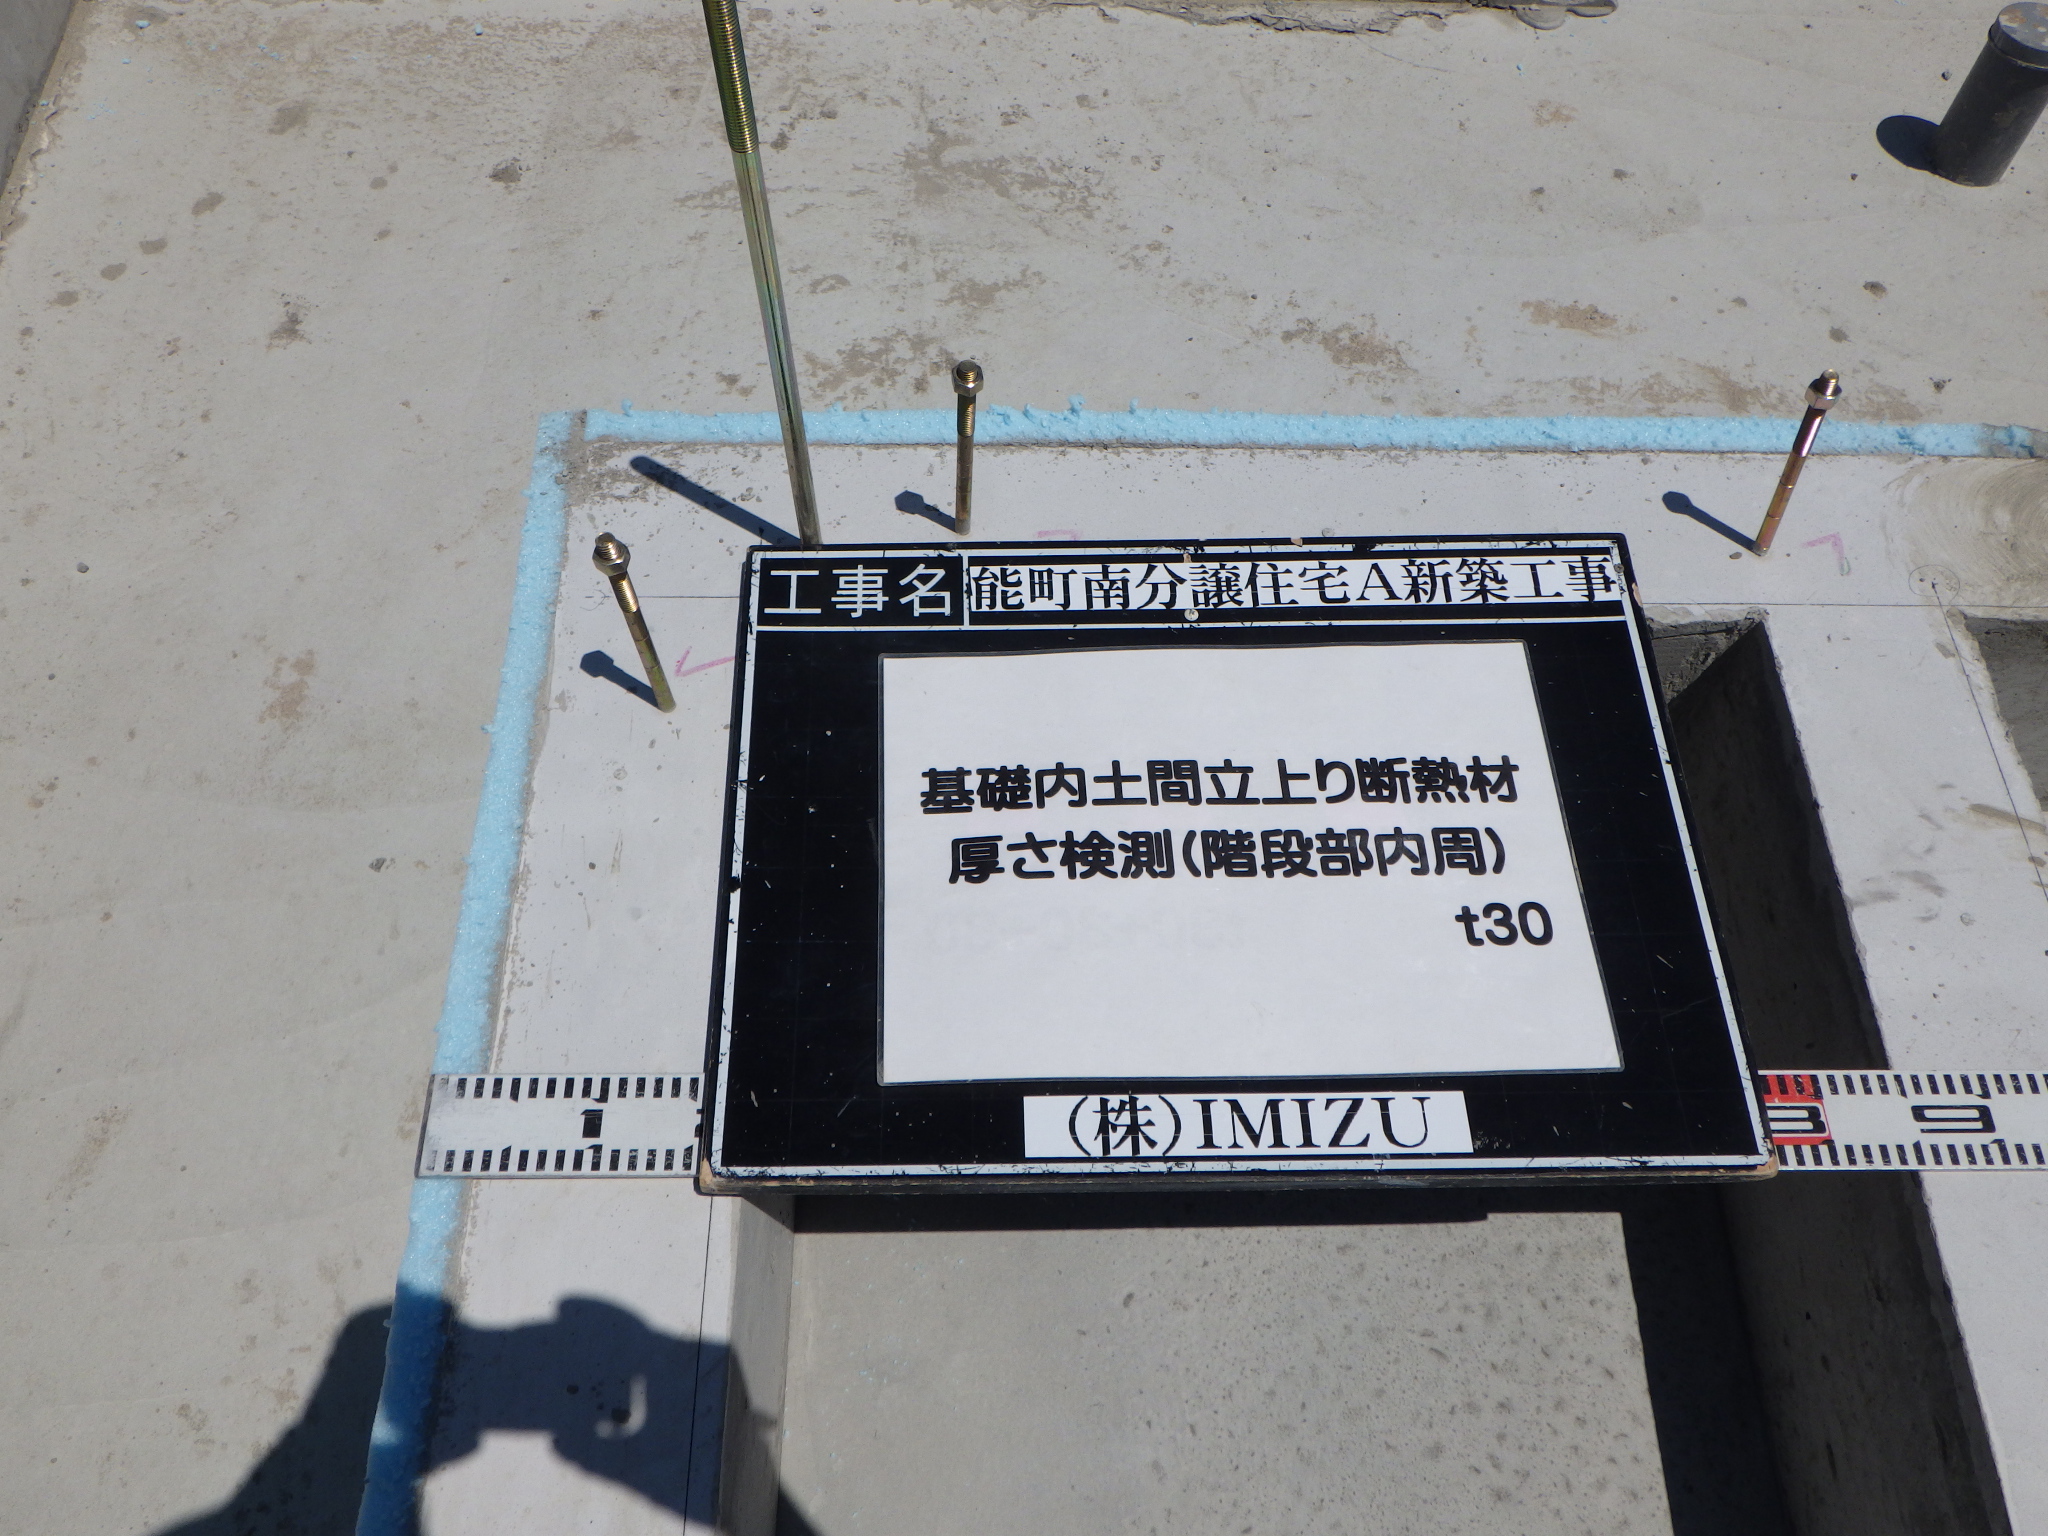 工事名 能町南分譲住宅A新築工事
基礎内土間立上り断熱材
厚さ検測(階段部内周)
t30
1 8 9
(株)IMIZU